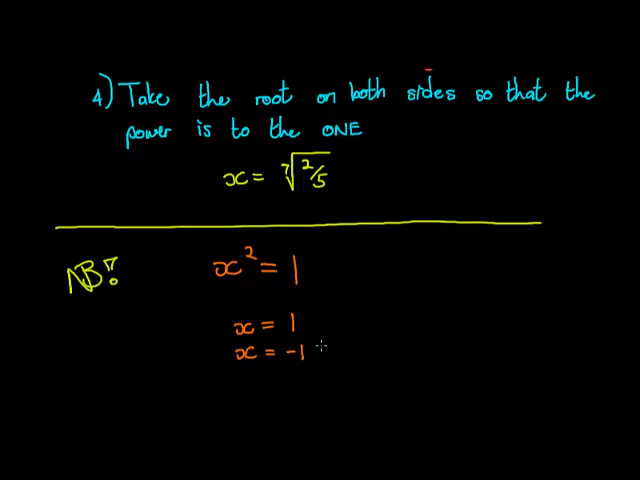 4) Take the root on both sides so that the
power is to the ONE
x = ⁷√2/5
NB!
x² = 1
x = 1
x = -1